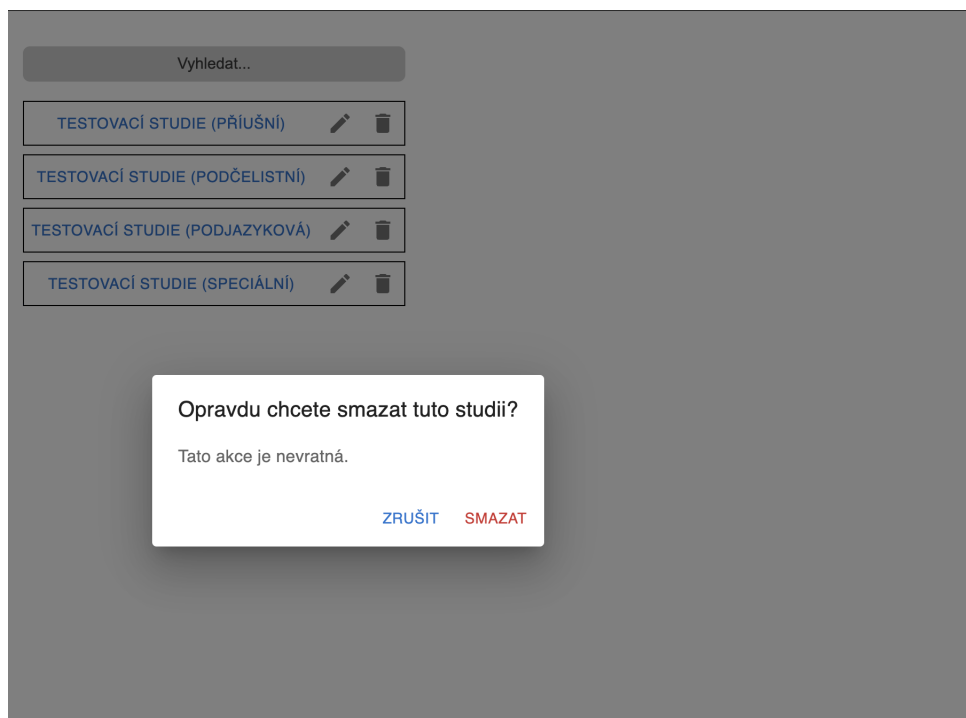 Vyhledat...
TESTOVACÍ STUDIE (PŘÍUŠNÍ)
TESTOVACÍ STUDIE (PODČELISTNÍ)
TESTOVACÍ STUDIE (PODJAZYKOVÁ)
TESTOVACÍ STUDIE (SPECIÁLNÍ)
Opravdu chcete smazat tuto studii?
Tato akce je nevratná.
ZRUŠIT SMAZAT